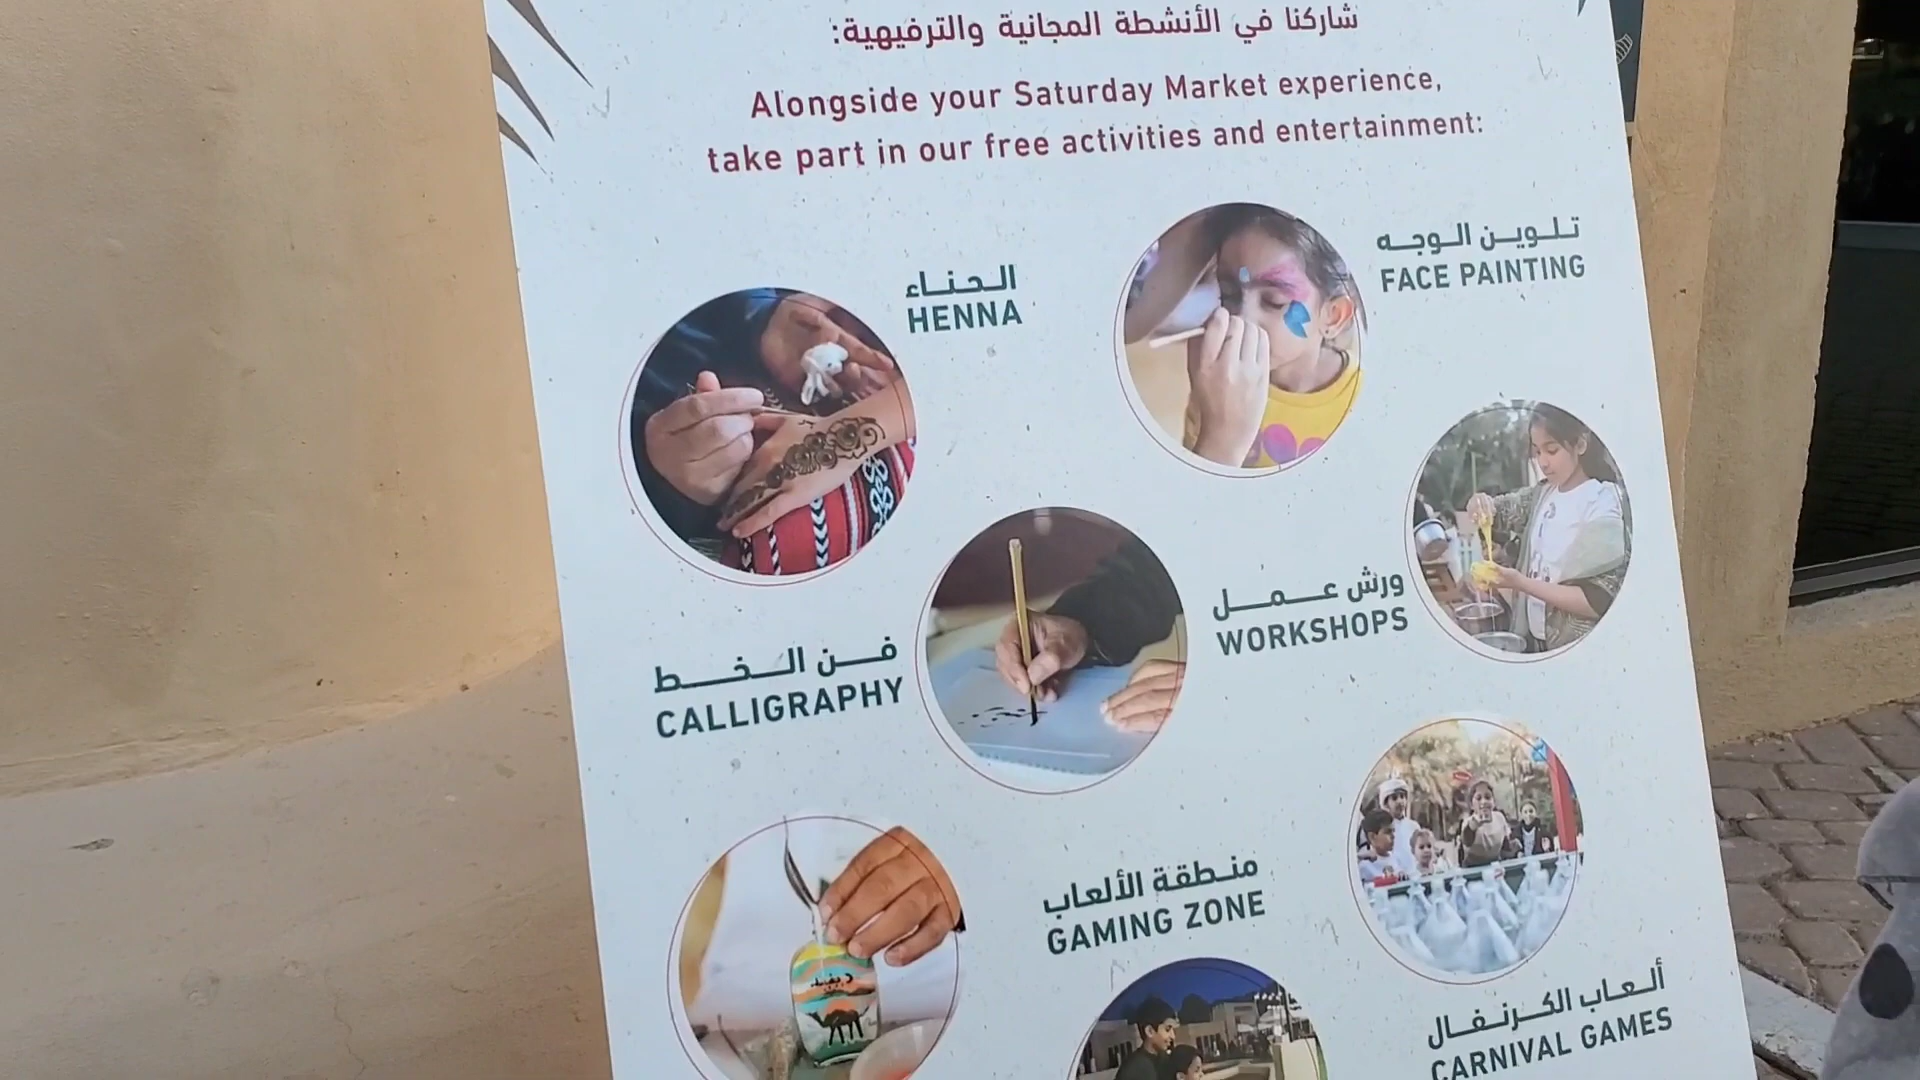 شاركنا في الأنشطة المجانية والترفيهية:
Alongside your Saturday Market experience,
take part in our free activities and entertainment:
تلوين الوجه
FACE PAINTING
الحناء
HENNA
ورش عمل
WORKSHOPS
فن الخط
CALLIGRAPHY
منطقة الألعاب
GAMING ZONE
ألعاب الكرنفال
CARNIVAL GAMES